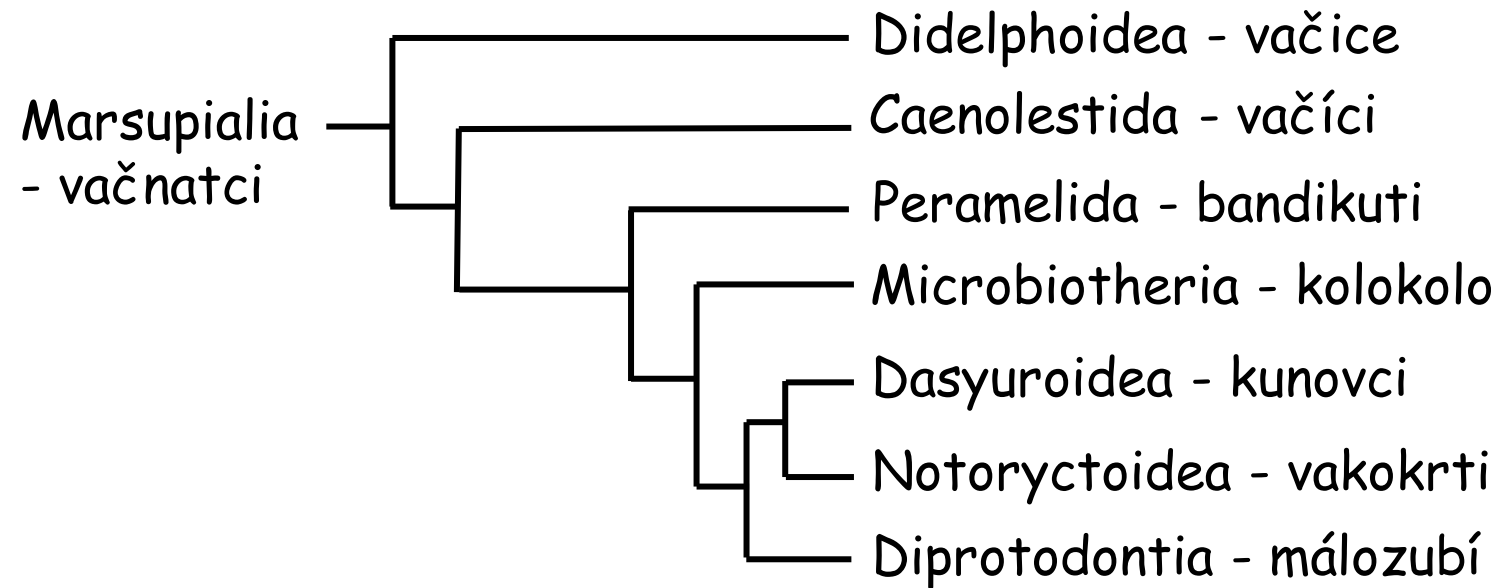 Didelphoidea - vačice
Marsupialia
- vačnatci
Caenolestida - vačíci
Peramelida - bandikuti
Microbiotheria - kolokolo
Dasyuroidea - kunovci
Notoryctoidea - vakokrti
Diprotodontia - málozubí